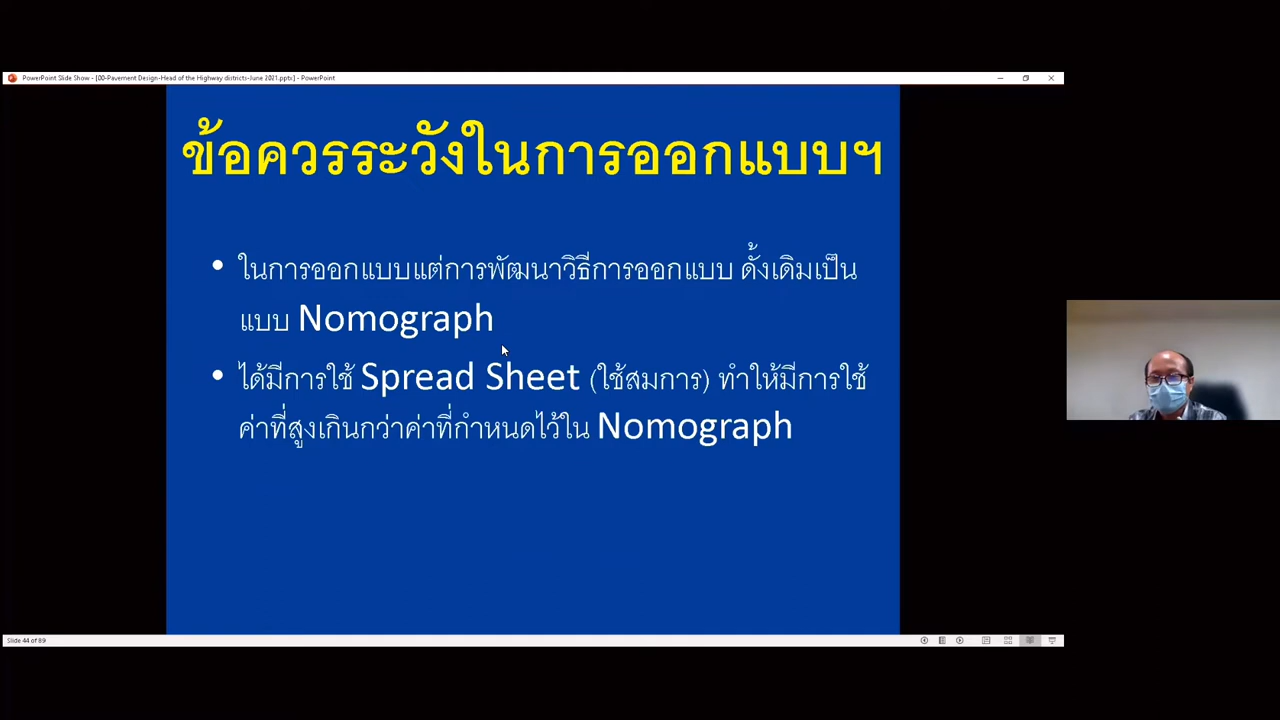 PowerPoint Slide Show - [00-Pavement Design-Head of the Highway districts-June 2021.pptx] - PowerPoint
ข้อควรระวังในการออกแบบฯ
• ในการออกแบบแต่การพัฒนาวิธีการออกแบบ ดั้งเดิมเป็น
แบบ Nomograph
• ได้มีการใช้ Spread Sheet (ใช้สมการ) ทำให้มีการใช้
ค่าที่สูงเกินกว่าค่าที่กำหนดไว้ใน Nomograph
Slide 44 of 89